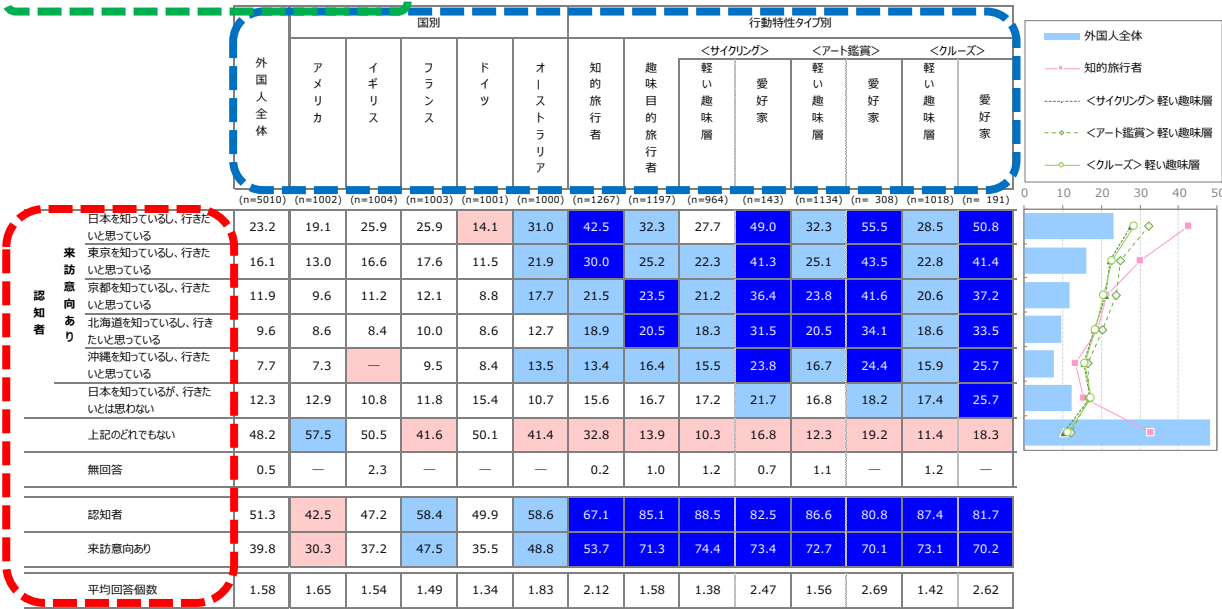 国別
行動特性タイプ別
<サイクリング> <アート鑑賞> <クルーズ>
外国人全体 アメリカ イギリス フランス ドイツ オーストラリア 知的旅行者 趣味目的旅行者 軽い趣味層 愛好家 軽い趣味層 愛好家 軽い趣味層 愛好家
外国人全体
知的旅行者
<サイクリング> 軽い趣味層
<アート鑑賞> 軽い趣味層
<クルーズ> 軽い趣味層
(n=5010) (n=1002) (n=1004) (n=1003) (n=1001) (n=1000) (n=1267) (n=1197) (n=964) (n=143) (n=1134) (n= 308) (n=1018) (n= 191)
0 10 20 30 40 50
認知者
来訪意向あり
日本を知っているし、行きた
いと思っている
23.2 19.1 25.9 25.9 14.1 31.0 42.5 32.3 27.7 49.0 32.3 55.5 28.5 50.8
東京を知っているし、行きた
いと思っている
16.1 13.0 16.6 17.6 11.5 21.9 30.0 25.2 22.3 41.3 25.1 43.5 22.8 41.4
京都を知っているし、行きた
いと思っている
11.9 9.6 11.2 12.1 8.8 17.7 21.5 23.5 21.2 36.4 23.8 41.6 20.6 37.2
北海道を知っているし、行き
たいと思っている
9.6 8.6 8.4 10.0 8.6 12.7 18.9 20.5 18.3 31.5 20.5 34.1 18.6 33.5
沖縄を知っているし、行きた
いと思っている
7.7 7.3 — 9.5 8.4 13.5 13.4 16.4 15.5 23.8 16.7 24.4 15.9 25.7
日本を知っているが、行きた
いとは思わない
12.3 12.9 10.8 11.8 15.4 10.7 15.6 16.7 17.2 21.7 16.8 18.2 17.4 25.7
上記のどれでもない 48.2 57.5 50.5 41.6 50.1 41.4 32.8 13.9 10.3 16.8 12.3 19.2 11.4 18.3
無回答 0.5 — 2.3 — — — 0.2 1.0 1.2 0.7 1.1 — 1.2 —
認知者 51.3 42.5 47.2 58.4 49.9 58.6 67.1 85.1 88.5 82.5 86.6 80.8 87.4 81.7
来訪意向あり 39.8 30.3 37.2 47.5 35.5 48.8 53.7 71.3 74.4 73.4 72.7 70.1 73.1 70.2
平均回答個数 1.58 1.65 1.54 1.49 1.34 1.83 2.12 1.58 1.38 2.47 1.56 2.69 1.42 2.62